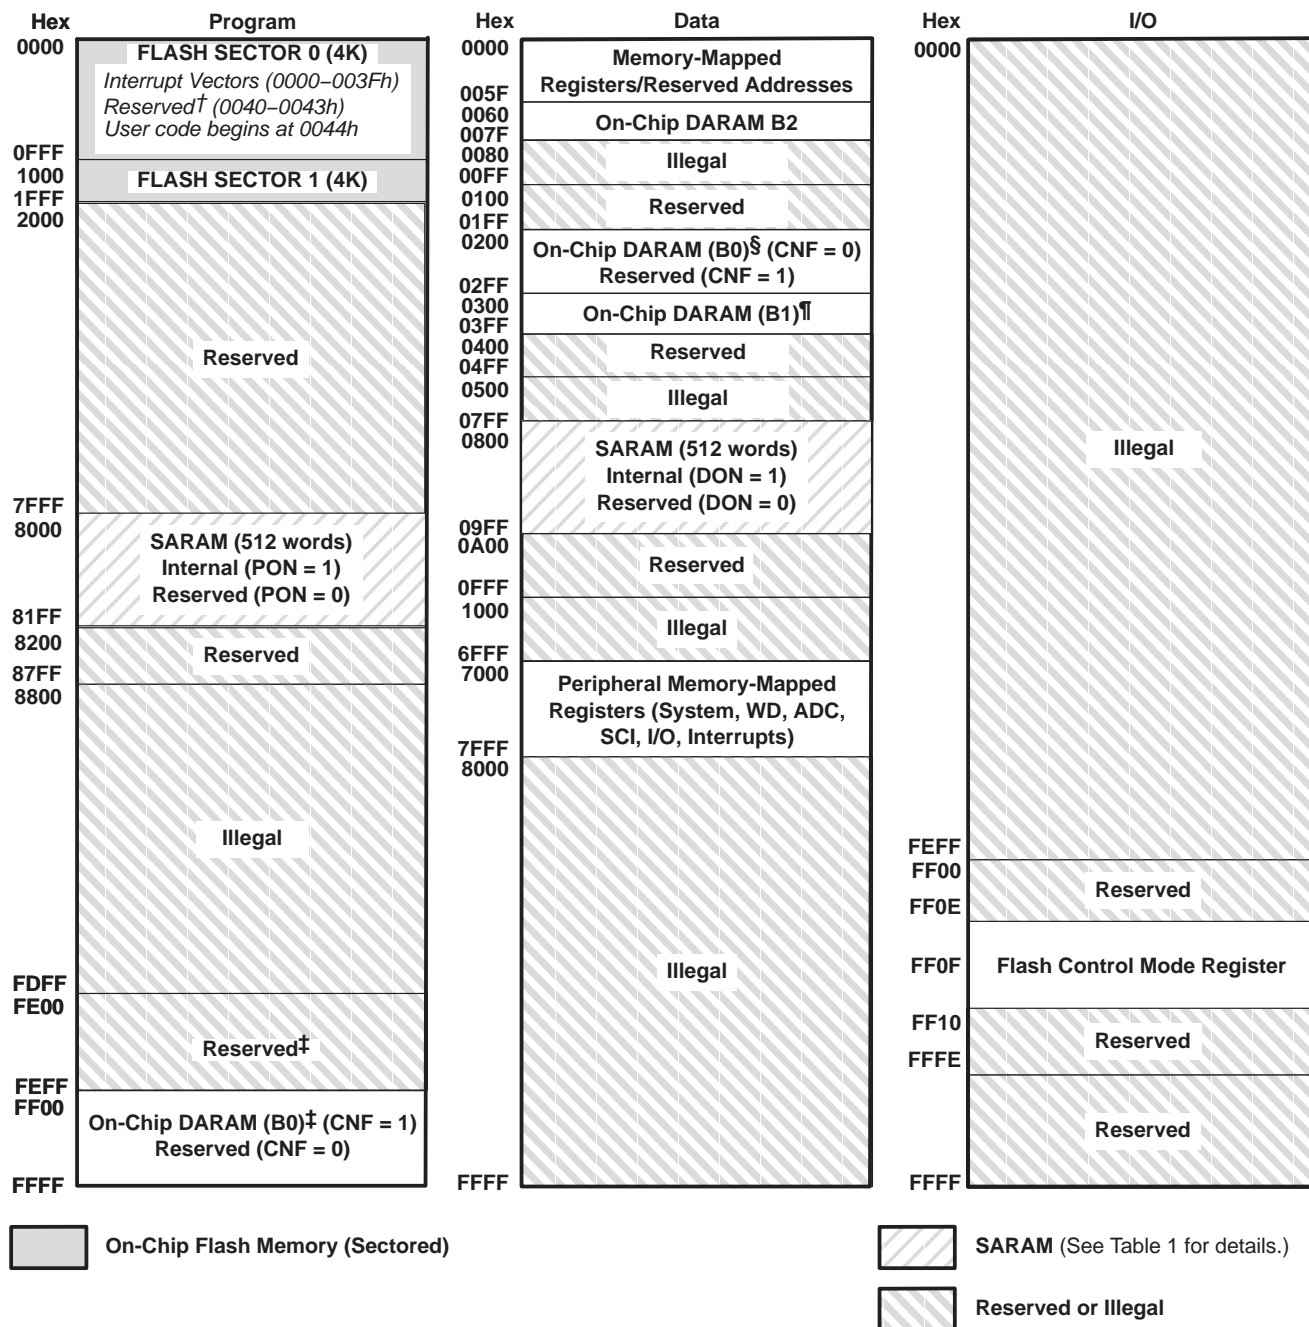 Hex Program
0000
FLASH SECTOR 0 (4K)
Interrupt Vectors (0000–003Fh)
Reserved† (0040–0043h)
User code begins at 0044h
0FFF
1000
FLASH SECTOR 1 (4K)
1FFF
2000
Reserved
7FFF
8000
SARAM (512 words)
Internal (PON = 1)
Reserved (PON = 0)
81FF
8200
Reserved
87FF
8800
Illegal
FDFF
FE00
Reserved‡
FEFF
FF00
On-Chip DARAM (B0)‡ (CNF = 1)
Reserved (CNF = 0)
FFFF
Hex Data
0000
Memory-Mapped
Registers/Reserved Addresses
005F
0060
On-Chip DARAM B2
007F
0080
Illegal
00FF
0100
Reserved
01FF
0200
On-Chip DARAM (B0)§ (CNF = 0)
Reserved (CNF = 1)
02FF
0300
On-Chip DARAM (B1)¶
03FF
0400
Reserved
04FF
0500
Illegal
07FF
0800
SARAM (512 words)
Internal (DON = 1)
Reserved (DON = 0)
09FF
0A00
Reserved
0FFF
1000
Illegal
6FFF
7000
Peripheral Memory-Mapped
Registers (System, WD, ADC,
SCI, I/O, Interrupts)
7FFF
8000
Illegal
FFFF
Hex I/O
0000
Illegal
FEFF
FF00
Reserved
FF0E
FF0F Flash Control Mode Register
FF10
Reserved
FFFE
Reserved
FFFF
On-Chip Flash Memory (Sectored)
SARAM (See Table 1 for details.)
Reserved or Illegal